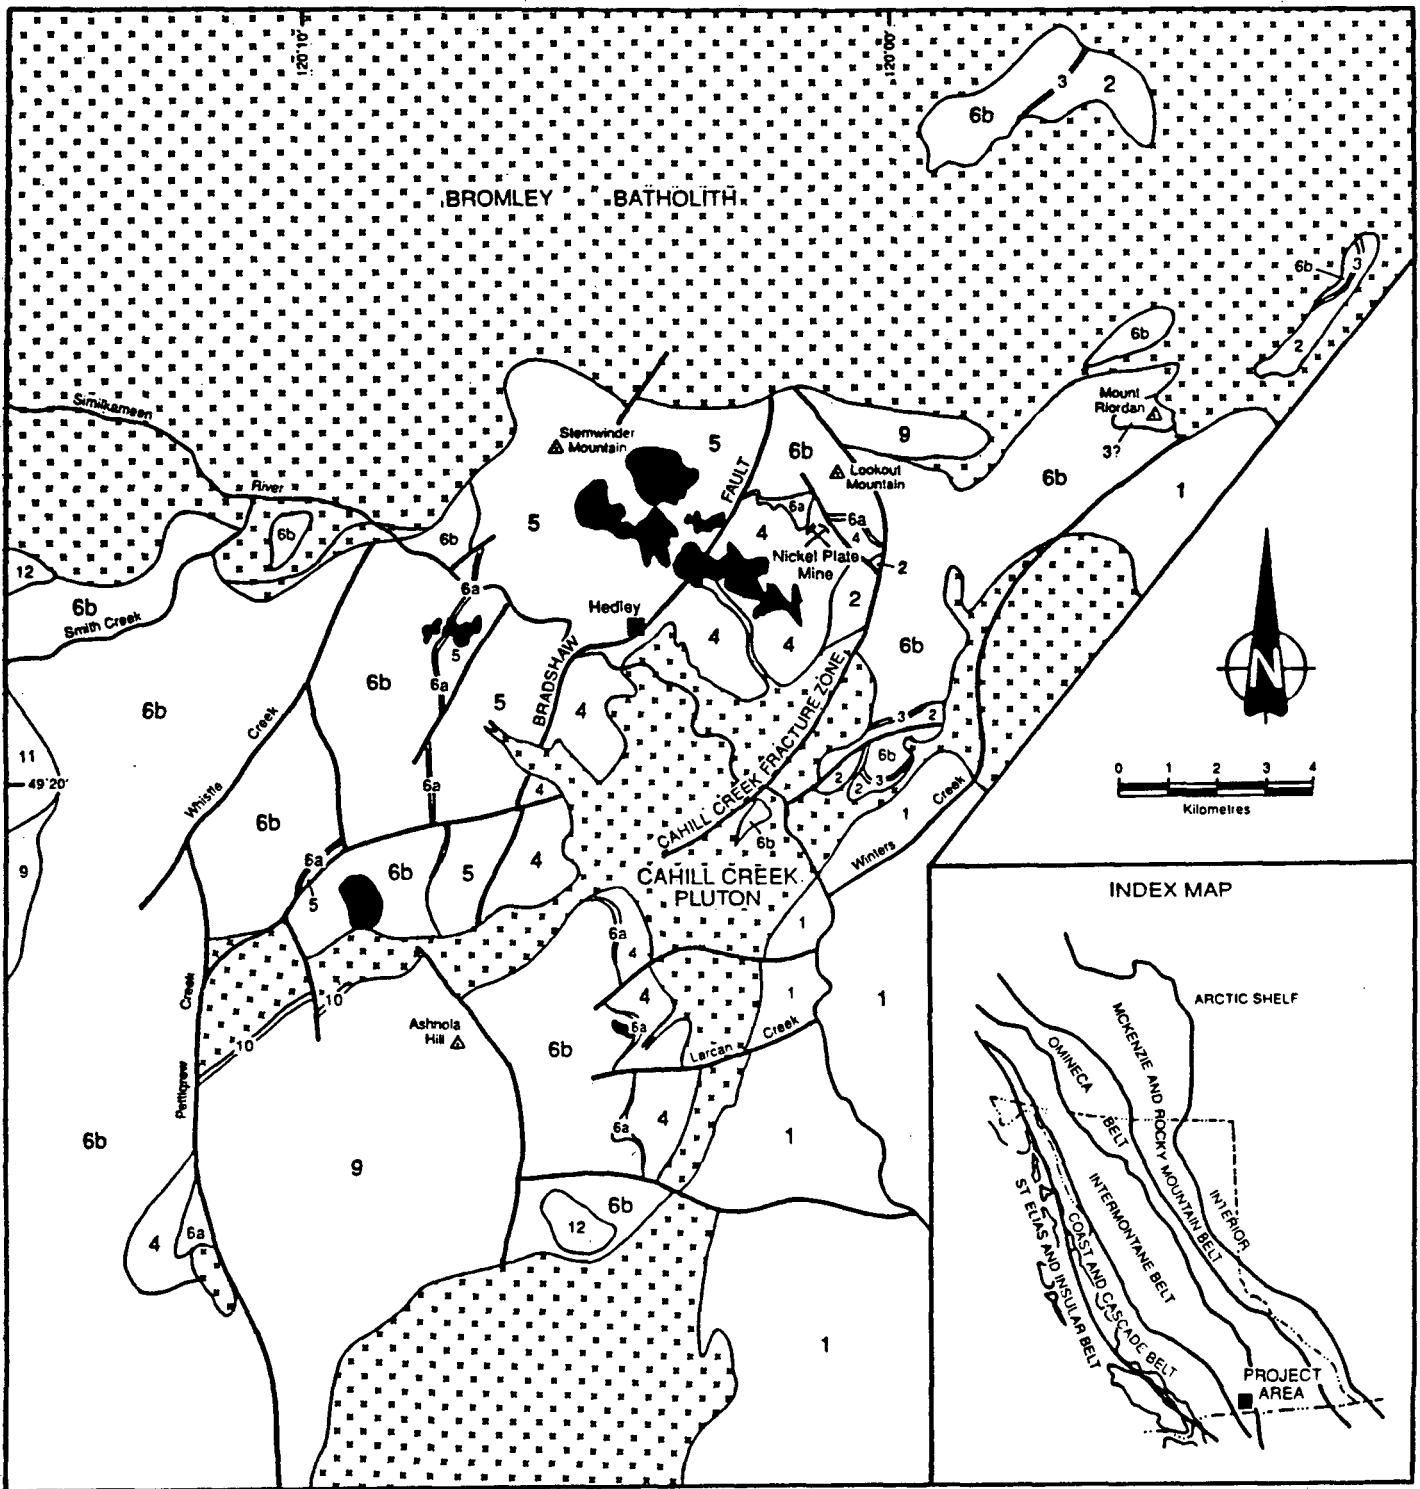 120°10'
120°00'
3
2
6b
BROMLEY BATHOLITH
6b
3
2
6b
Mount
Riordan
3?
Similkameen
River
Stemwinder
Mountain
5
FAULT
6b
9
Lookout
Mountain
6b
1
5
6a
6a
4
4
Nickel Plate
Mine
2
2
6b
6b
12
6b
Smith Creek
6a
5
6a
Hedley
4
4
6b
6b
6b
5
BRADSHAW
4
CAHILL CREEK FRACTURE ZONE
3
2
6b
2
2
3
1
Creek
Winters
N
11
49°20'
Creek
Whistle
6a
4
0 1 2 3 4
Kilometres
6b
9
6a
5
6b
5
4
6b
CAHILL CREEK
PLUTON
1
6a
4
Creek
10
10
Ashnola
Hill
4
6a
6b
1
Larcan Creek
1
Pettigrew
6b
9
6a
4
1
4
6a
6b
12
1
INDEX MAP
ARCTIC SHELF
MCKENZIE AND ROCKY MOUNTAIN BELT
OMINECA
BELT
INTERMONTANE BELT
INTERIOR
COAST AND CASCADE BELT
ST ELIAS AND INSULAR BELT
PROJECT
AREA